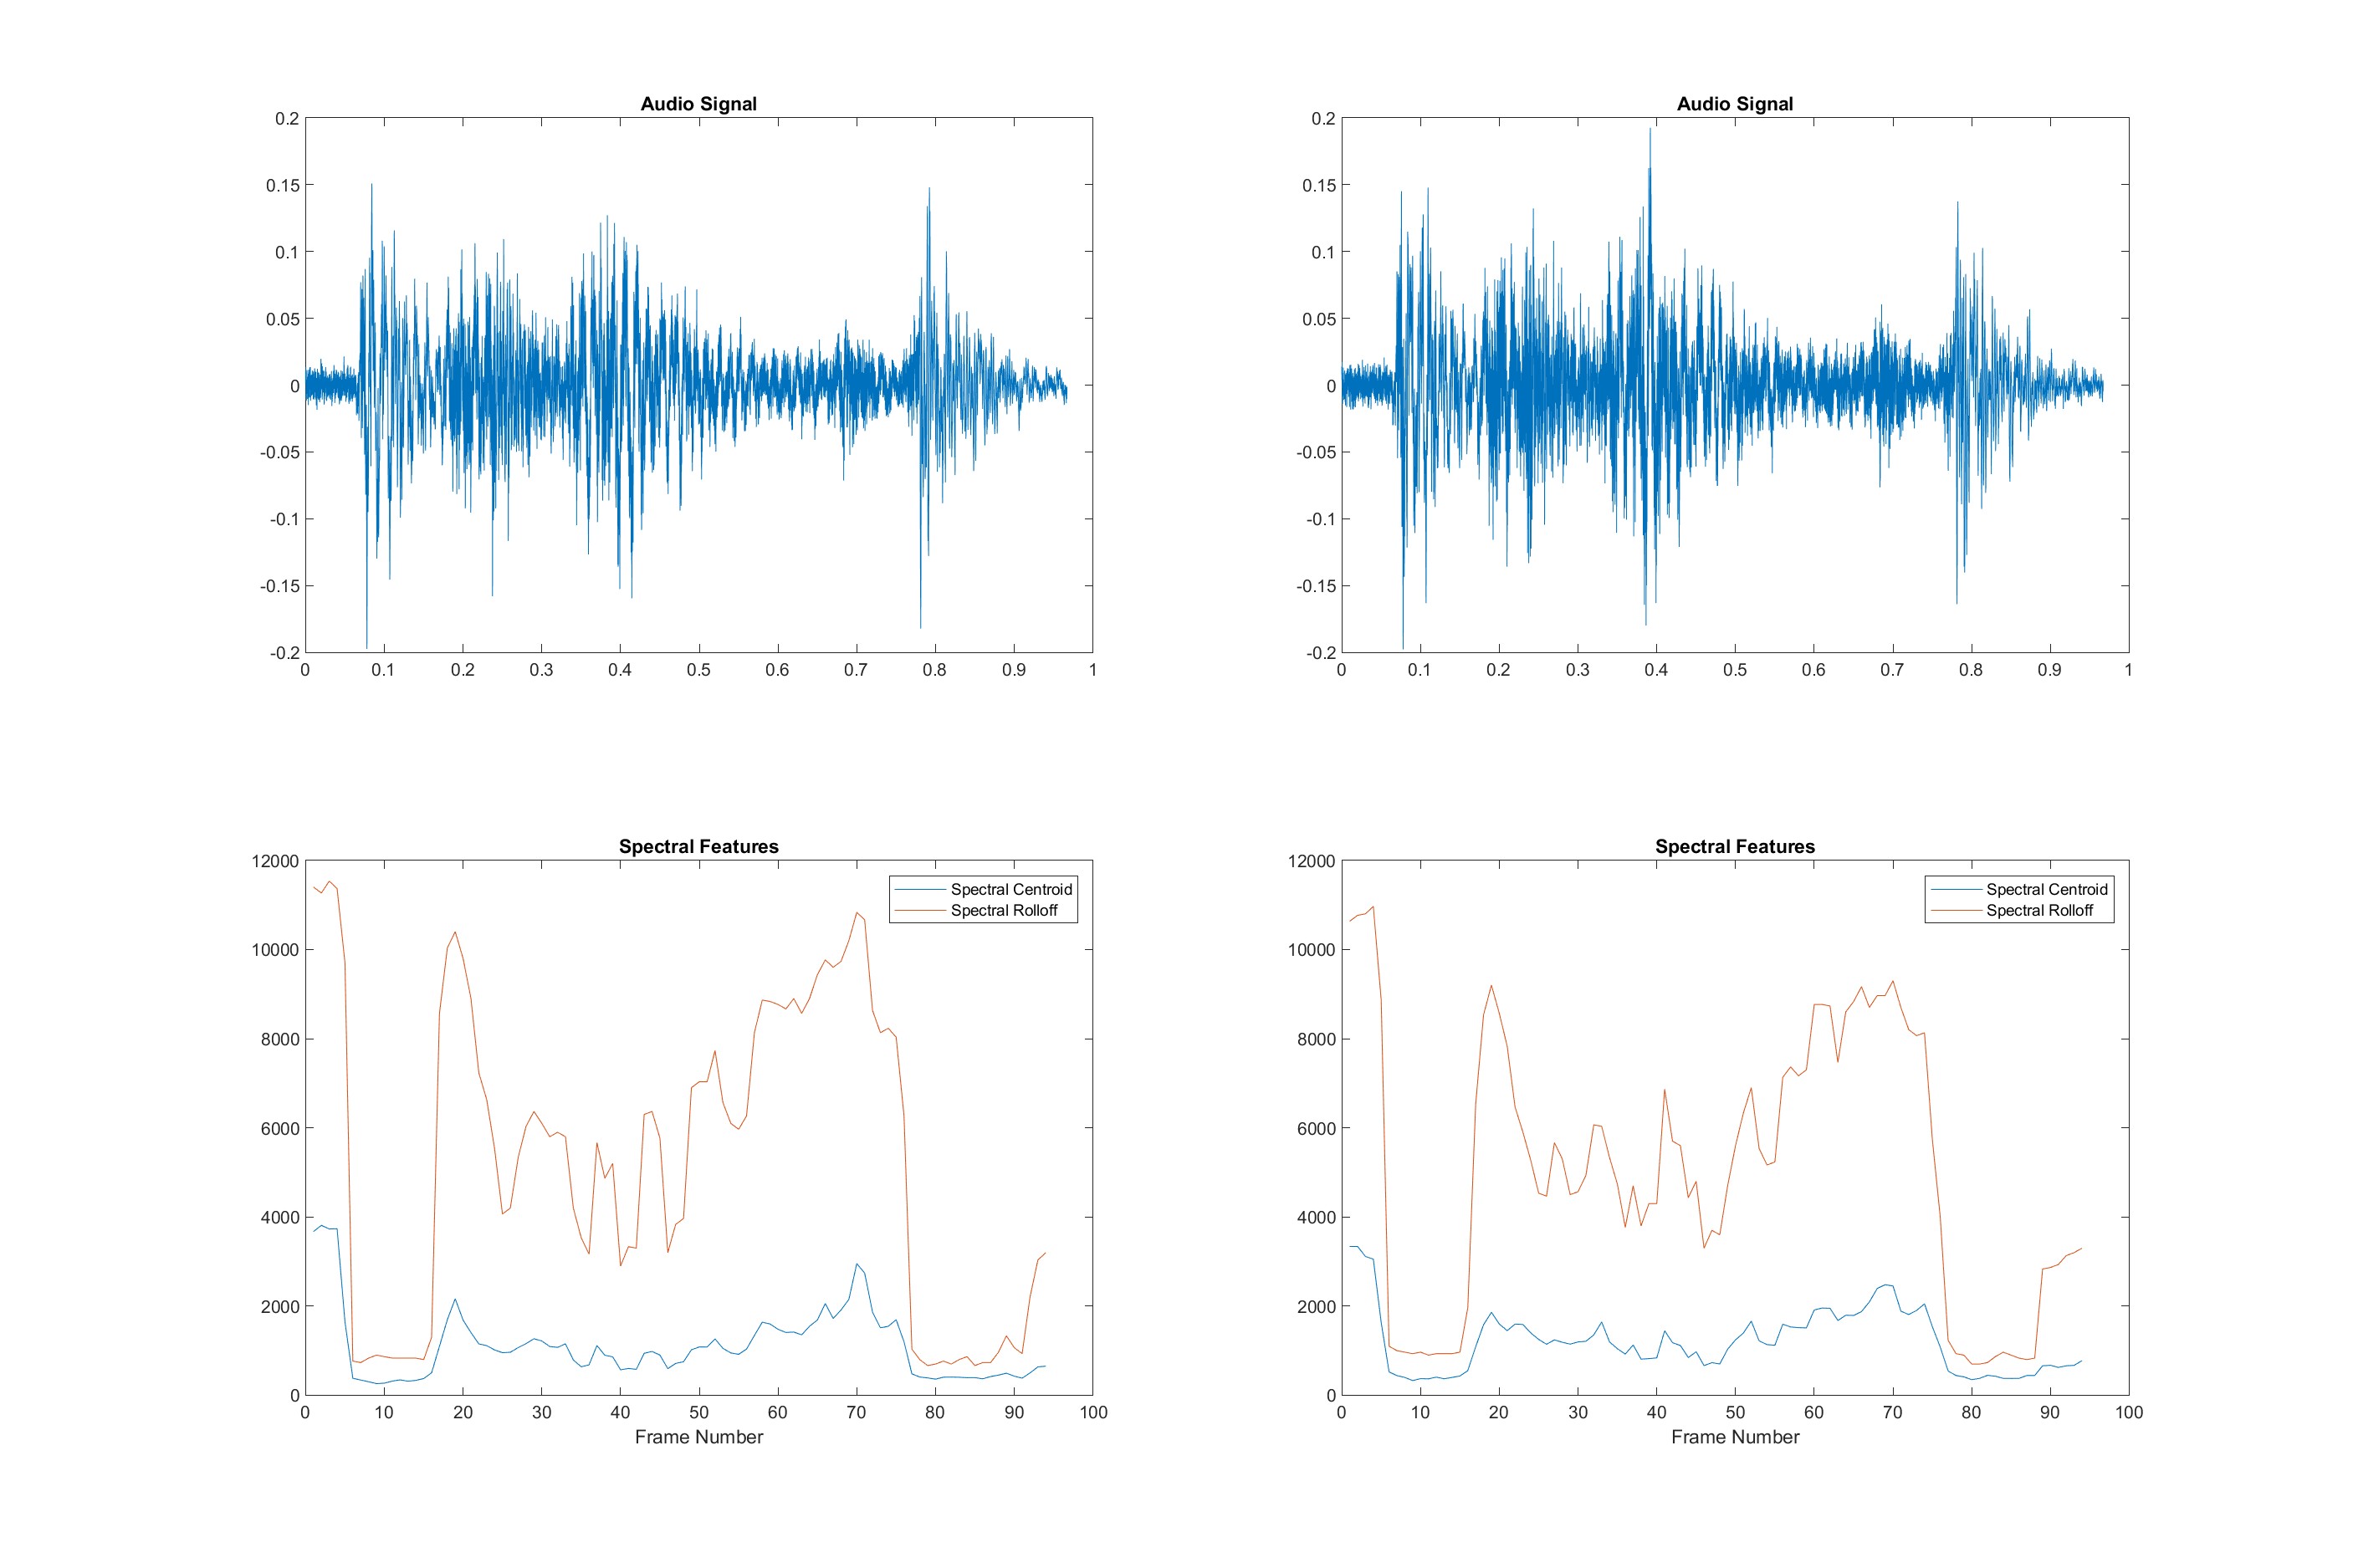 Audio Signal
0.2
0.15
0.1
0.05
0
-0.05
-0.1
-0.15
-0.2
0 0.1 0.2 0.3 0.4 0.5 0.6 0.7 0.8 0.9 1
Audio Signal
0.2
0.15
0.1
0.05
0
-0.05
-0.1
-0.15
-0.2
0 0.1 0.2 0.3 0.4 0.5 0.6 0.7 0.8 0.9 1
Spectral Features
12000
10000
8000
6000
4000
2000
0
Spectral Centroid
Spectral Rolloff
0 10 20 30 40 50 60 70 80 90 100
Frame Number
Spectral Features
12000
10000
8000
6000
4000
2000
0
Spectral Centroid
Spectral Rolloff
0 10 20 30 40 50 60 70 80 90 100
Frame Number